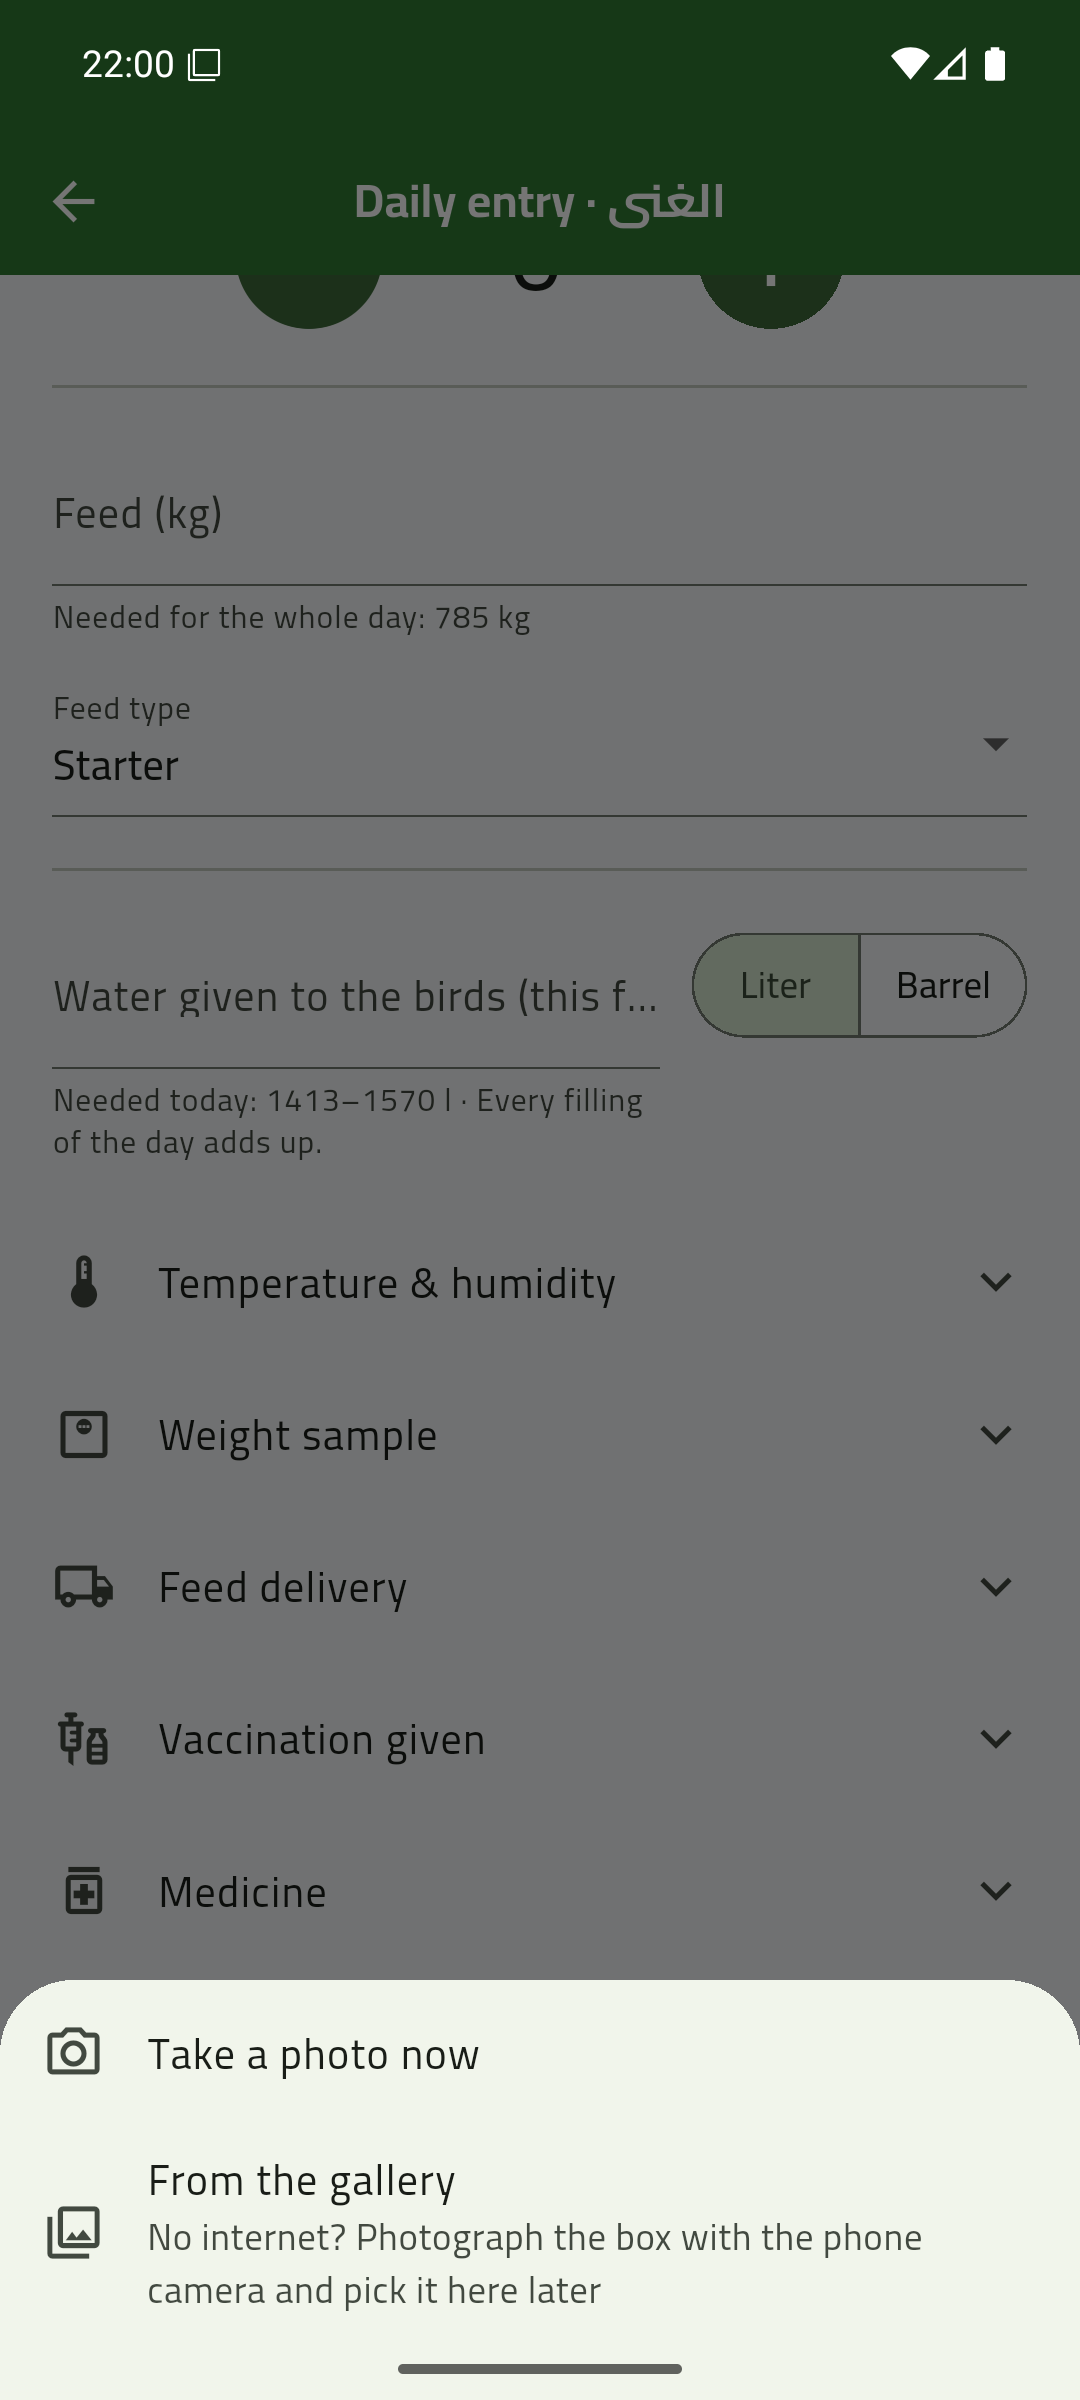 22:00
Daily entry · الغنى
Feed (kg)
Needed for the whole day: 785 kg
Feed type
Starter
Water given to the birds (this f...
Liter
Barrel
Needed today: 1413–1570 l · Every filling
of the day adds up.
Temperature & humidity
Weight sample
Feed delivery
Vaccination given
Medicine
Take a photo now
From the gallery
No internet? Photograph the box with the phone
camera and pick it here later